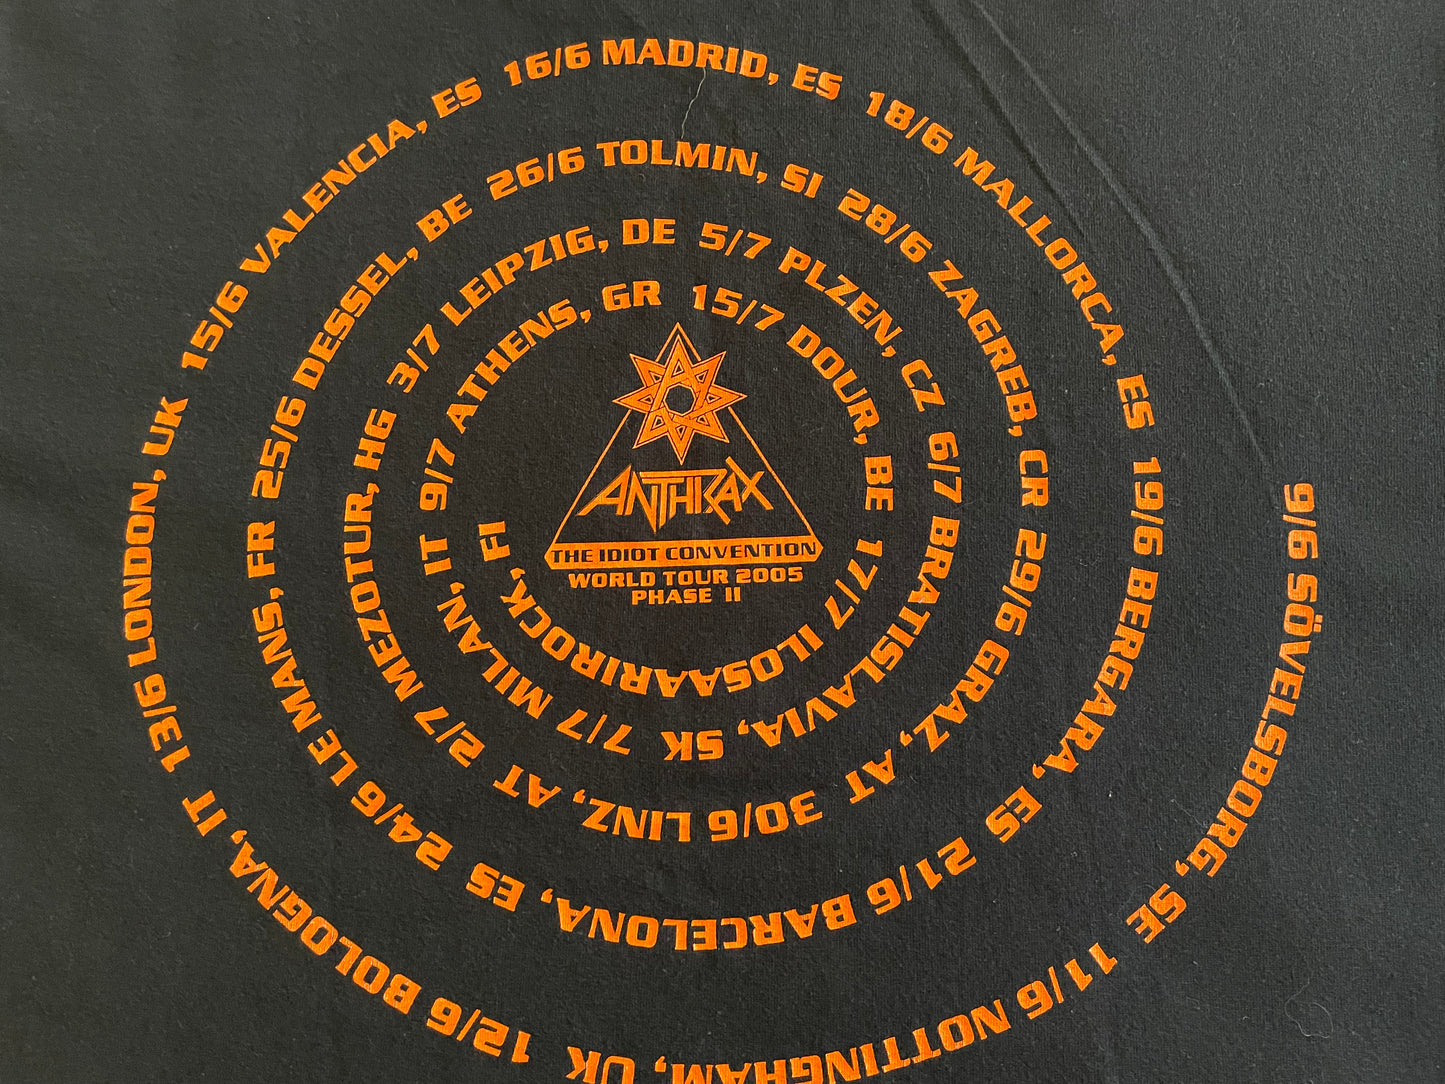 9/6 SÖVELSBORG, SE 11/6 NOTTINGHAM, UK 12/6 BOLOGNA, IT 13/6 LONDON, UK 15/6 VALENCIA, ES 16/6 MADRID, ES 18/6 MALLORCA, ES 19/6 BERGARA, ES 21/6 BARCELONA, ES 24/6 LE MANS, FR 25/6 DESSEL, BE 26/6 TOLMIN, SI 28/6 ZAGREB, CR 29/6 GRAZ, AT 30/6 LINZ, AT 2/7 MEZOTUR, HG 3/7 LEIPZIG, DE 5/7 PLZEN, CZ 6/7 BRATISLAVIA, SK 7/7 MILAN, IT 9/7 ATHENS, GR 15/7 DOUR, BE 17/7 ILOSAARIROCK, FI
ANTHRAX
THE IDIOT CONVENTION
WORLD TOUR 2005
PHASE II